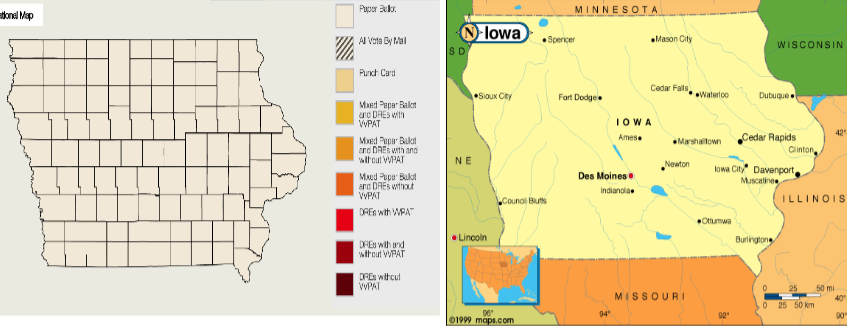 ational Map
Paper Ballot
All Vote By Mail
Punch Card
Mixed Paper Ballot
and DREs with
VVPAT
Mixed Paper Ballot
and DREs with and
without VVPAT
Mixed Paper Ballot
and DREs without
VVPAT
DREs with VVPAT
DREs with and
without VVPAT
DREs without
VVPAT
MINNESOTA
N Iowa
SD
Spencer
Mason City
WISCONSIN
Sioux City
Fort Dodge
Cedar Falls
Waterloo
Dubuque
IOWA
42°
Ames
Marshalltown
Cedar Rapids
Clinton
NE
Newton
Iowa City
Davenport
Des Moines
Muscatine
Indianola
ILLINOIS
Council Bluffs
Ottumwa
Lincoln
Burlington
MISSOURI
0 25 50 mi
0 25 50 km
40°
96°
94°
92°
90°
©1999 maps.com